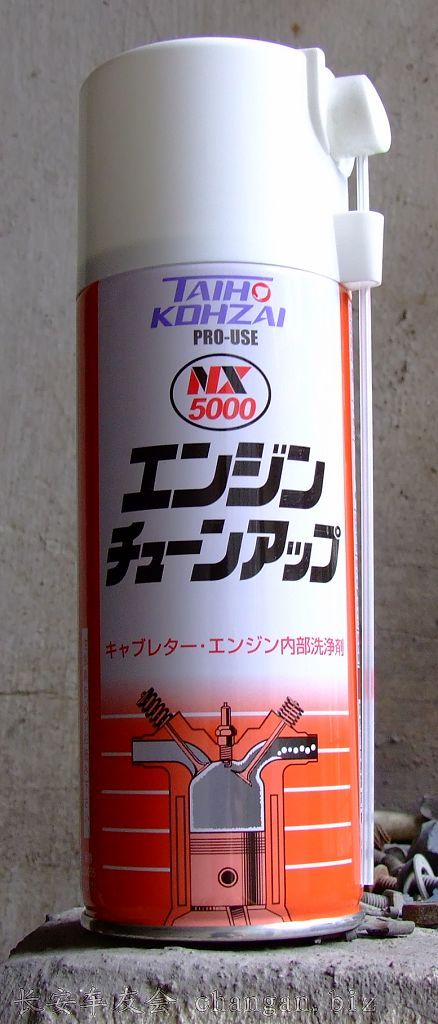 TAIHO
KOHZAI
PRO-USE
NX
5000
エンジン
チューンアップ
キャブレター・エンジン内部洗浄剤
长安车友会 changan.biz